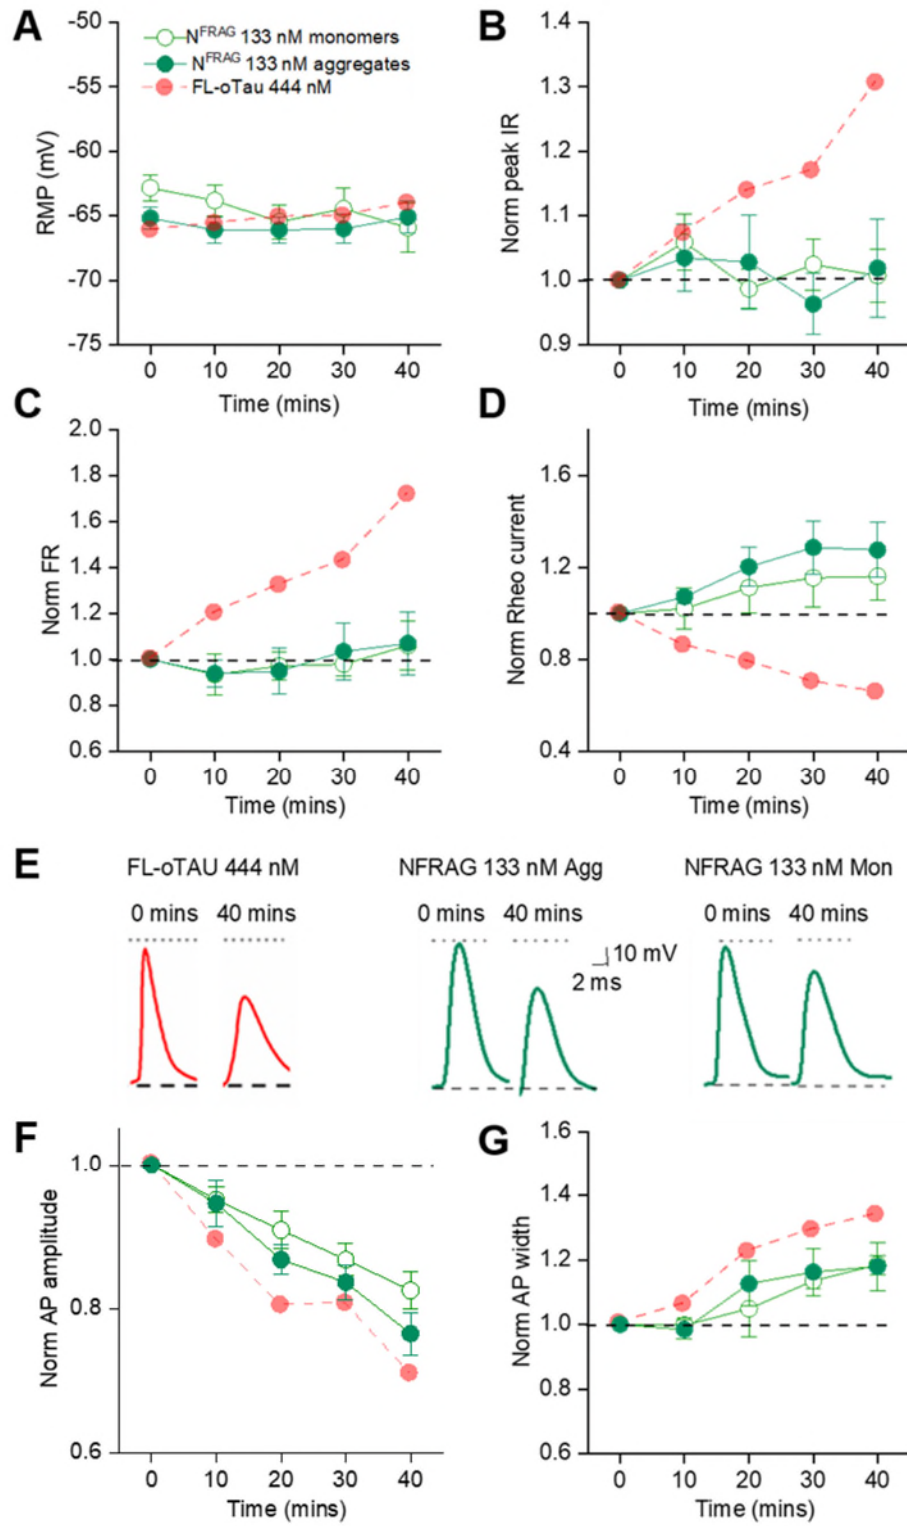 A
-50
-55
-60
-65
-70
-75
RMP (mV)
N^FRAG 133 nM monomers
N^FRAG 133 nM aggregates
FL-oTau 444 nM
0 10 20 30 40
Time (mins)
B
1.4
1.3
1.2
1.1
1.0
0.9
Norm peak IR
0 10 20 30 40
Time (mins)
C
2.0
1.8
1.6
1.4
1.2
1.0
0.8
0.6
Norm FR
0 10 20 30 40
Time (mins)
D
1.6
1.2
0.8
0.4
Norm Rheo current
0 10 20 30 40
Time (mins)
E
FL-oTAU 444 nM
0 mins 40 mins
NFRAG 133 nM Agg
0 mins 40 mins
10 mV
2 ms
NFRAG 133 nM Mon
0 mins 40 mins
F
1.0
0.8
0.6
Norm AP amplitude
0 10 20 30 40
Time (mins)
G
1.6
1.4
1.2
1.0
0.8
0.6
Norm AP width
0 10 20 30 40
Time (mins)